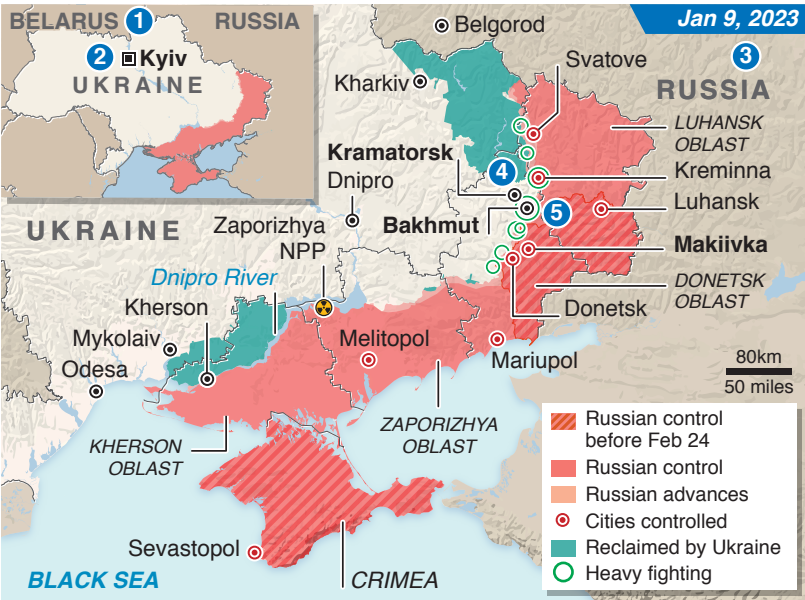 BELARUS 1 RUSSIA
2 Kyiv
UKRAINE
Jan 9, 2023
3
RUSSIA
Belgorod
Svatove
Kharkiv
LUHANSK
OBLAST
Kramatorsk
4
Kreminna
Dnipro
Luhansk
UKRAINE
Zaporizhya
NPP
Bakhmut
5
Makiivka
Dnipro River
DONETSK
OBLAST
Kherson
Donetsk
Mykolaiv
Melitopol
Mariupol
Odesa
80km
50 miles
KHERSON
OBLAST
ZAPORIZHYA
OBLAST
Russian control
before Feb 24
Russian control
Russian advances
Cities controlled
Reclaimed by Ukraine
Heavy fighting
Sevastopol
BLACK SEA
CRIMEA